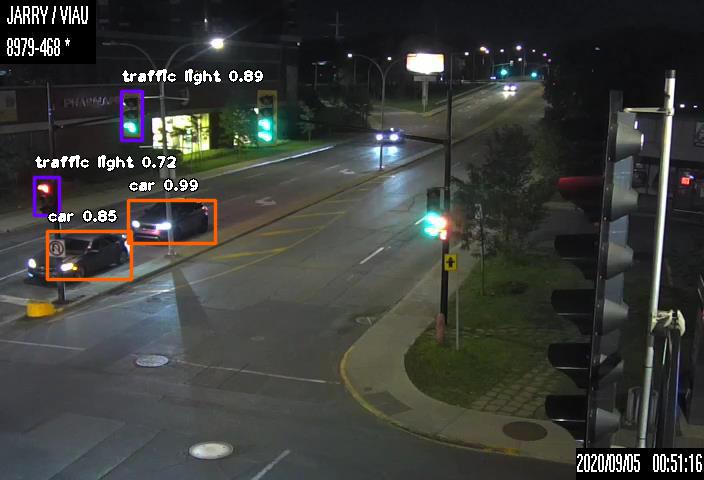 JARRY / VIAU
8979-468 *
traffic light 0.89
PHARMA
traffic light 0.72
car 0.99
car 0.85
2020/09/05 00:51:16